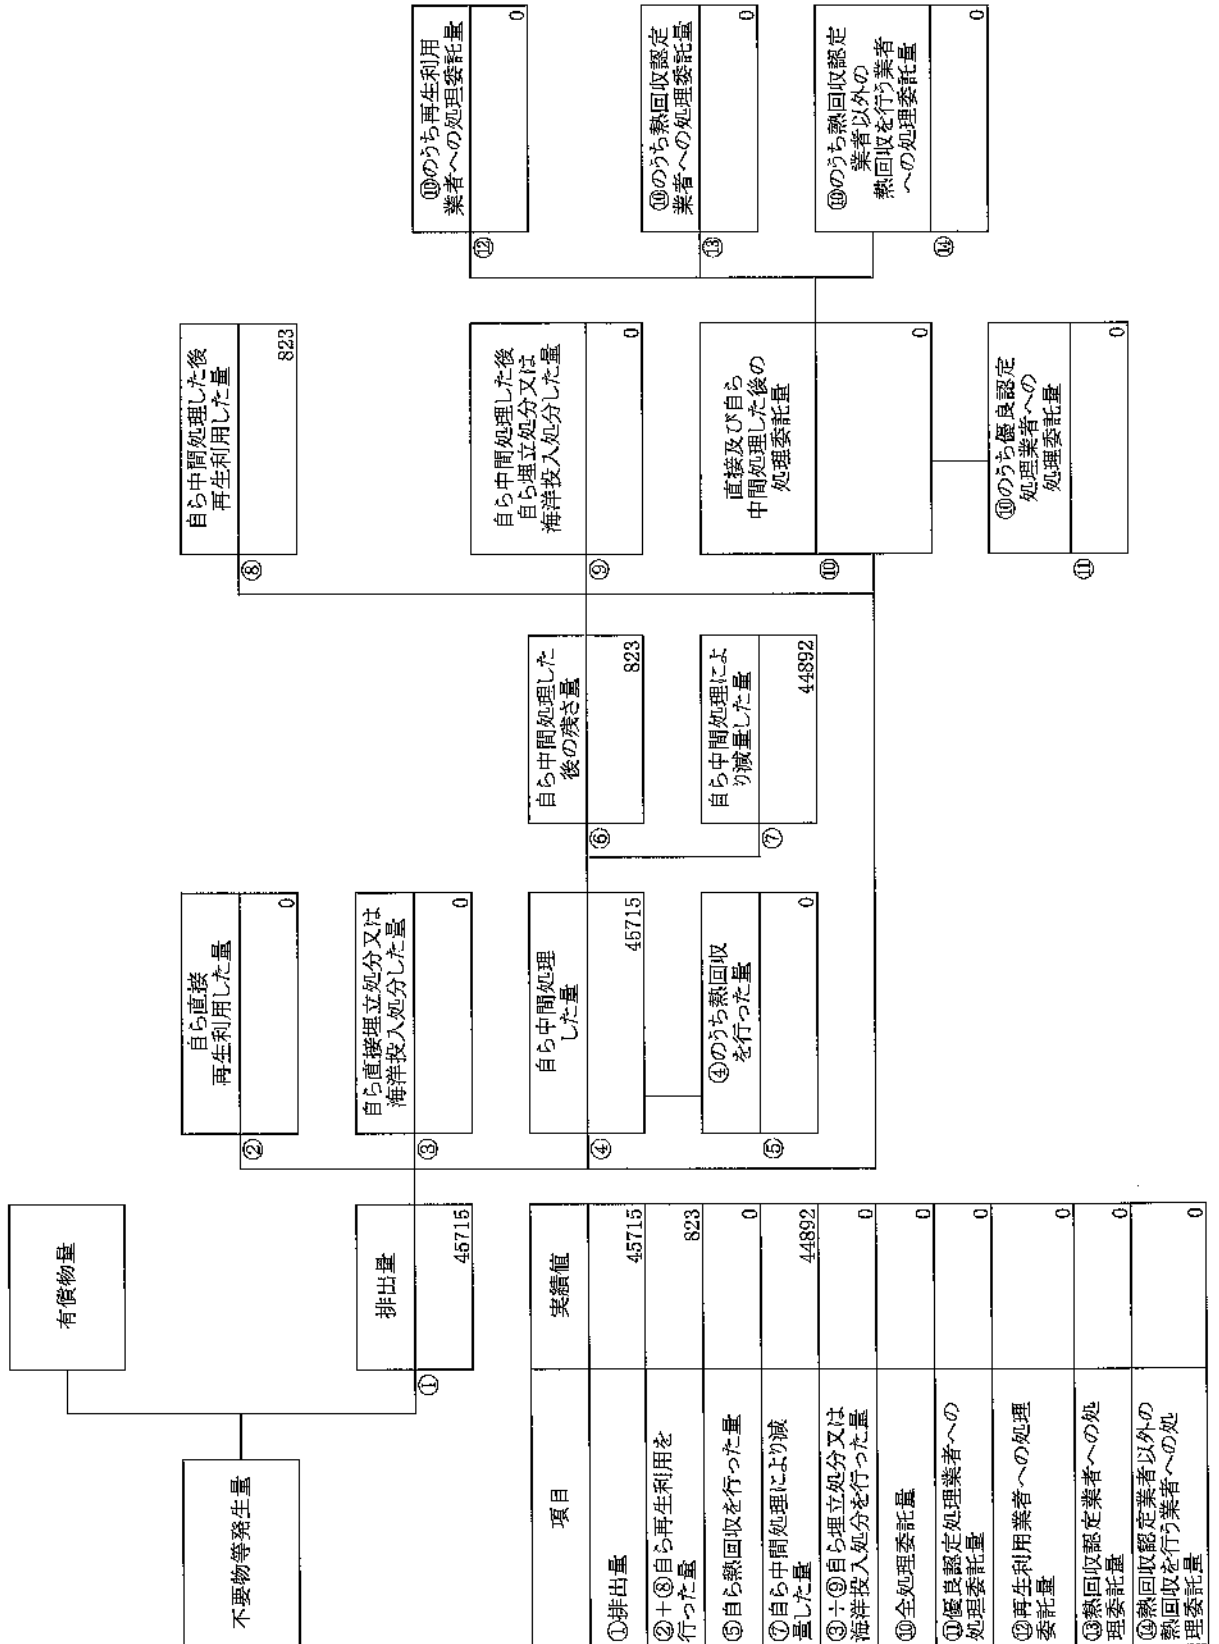 不要物等発生量
有償物量
①
排出量
45715
②
自ら直接
再生利用した量
0
③
自ら直接埋立処分又は
海洋投入処分した量
0
④
自ら中間処理
した量
45715
⑤
④のうち熱回収
を行った量
0
⑥
自ら中間処理した
後の残さ量
823
⑦
自ら中間処理によ
り減量した量
44892
⑧
自ら中間処理した後
再生利用した量
823
⑨
自ら中間処理した後
自ら埋立処分又は
海洋投入処分した量
0
⑩
直接及び自ら
中間処理した後の
処理委託量
0
⑪
⑩のうち優良認定
処理業者への
処理委託量
0
⑫
⑩のうち再生利用
業者への処理委託量
0
⑬
⑩のうち熱回収認定
業者への処理委託量
0
⑭
⑩のうち熱回収認定
業者以外の
熱回収を行う業者
への処理委託量
0
項目 実績値
①排出量 45715
②+⑧自ら再生利用を
行った量 823
⑤自ら熱回収を行った量 0
⑦自ら中間処理により減
量した量 44892
③+⑨自ら埋立処分又は
海洋投入処分を行った量 0
⑩全処理委託量 0
⑪優良認定処理業者への
処理委託量 0
⑫再生利用業者への処理
委託量 0
⑬熱回収認定業者への処
理委託量 0
⑭熱回収認定業者以外の
熱回収を行う業者への処
理委託量 0